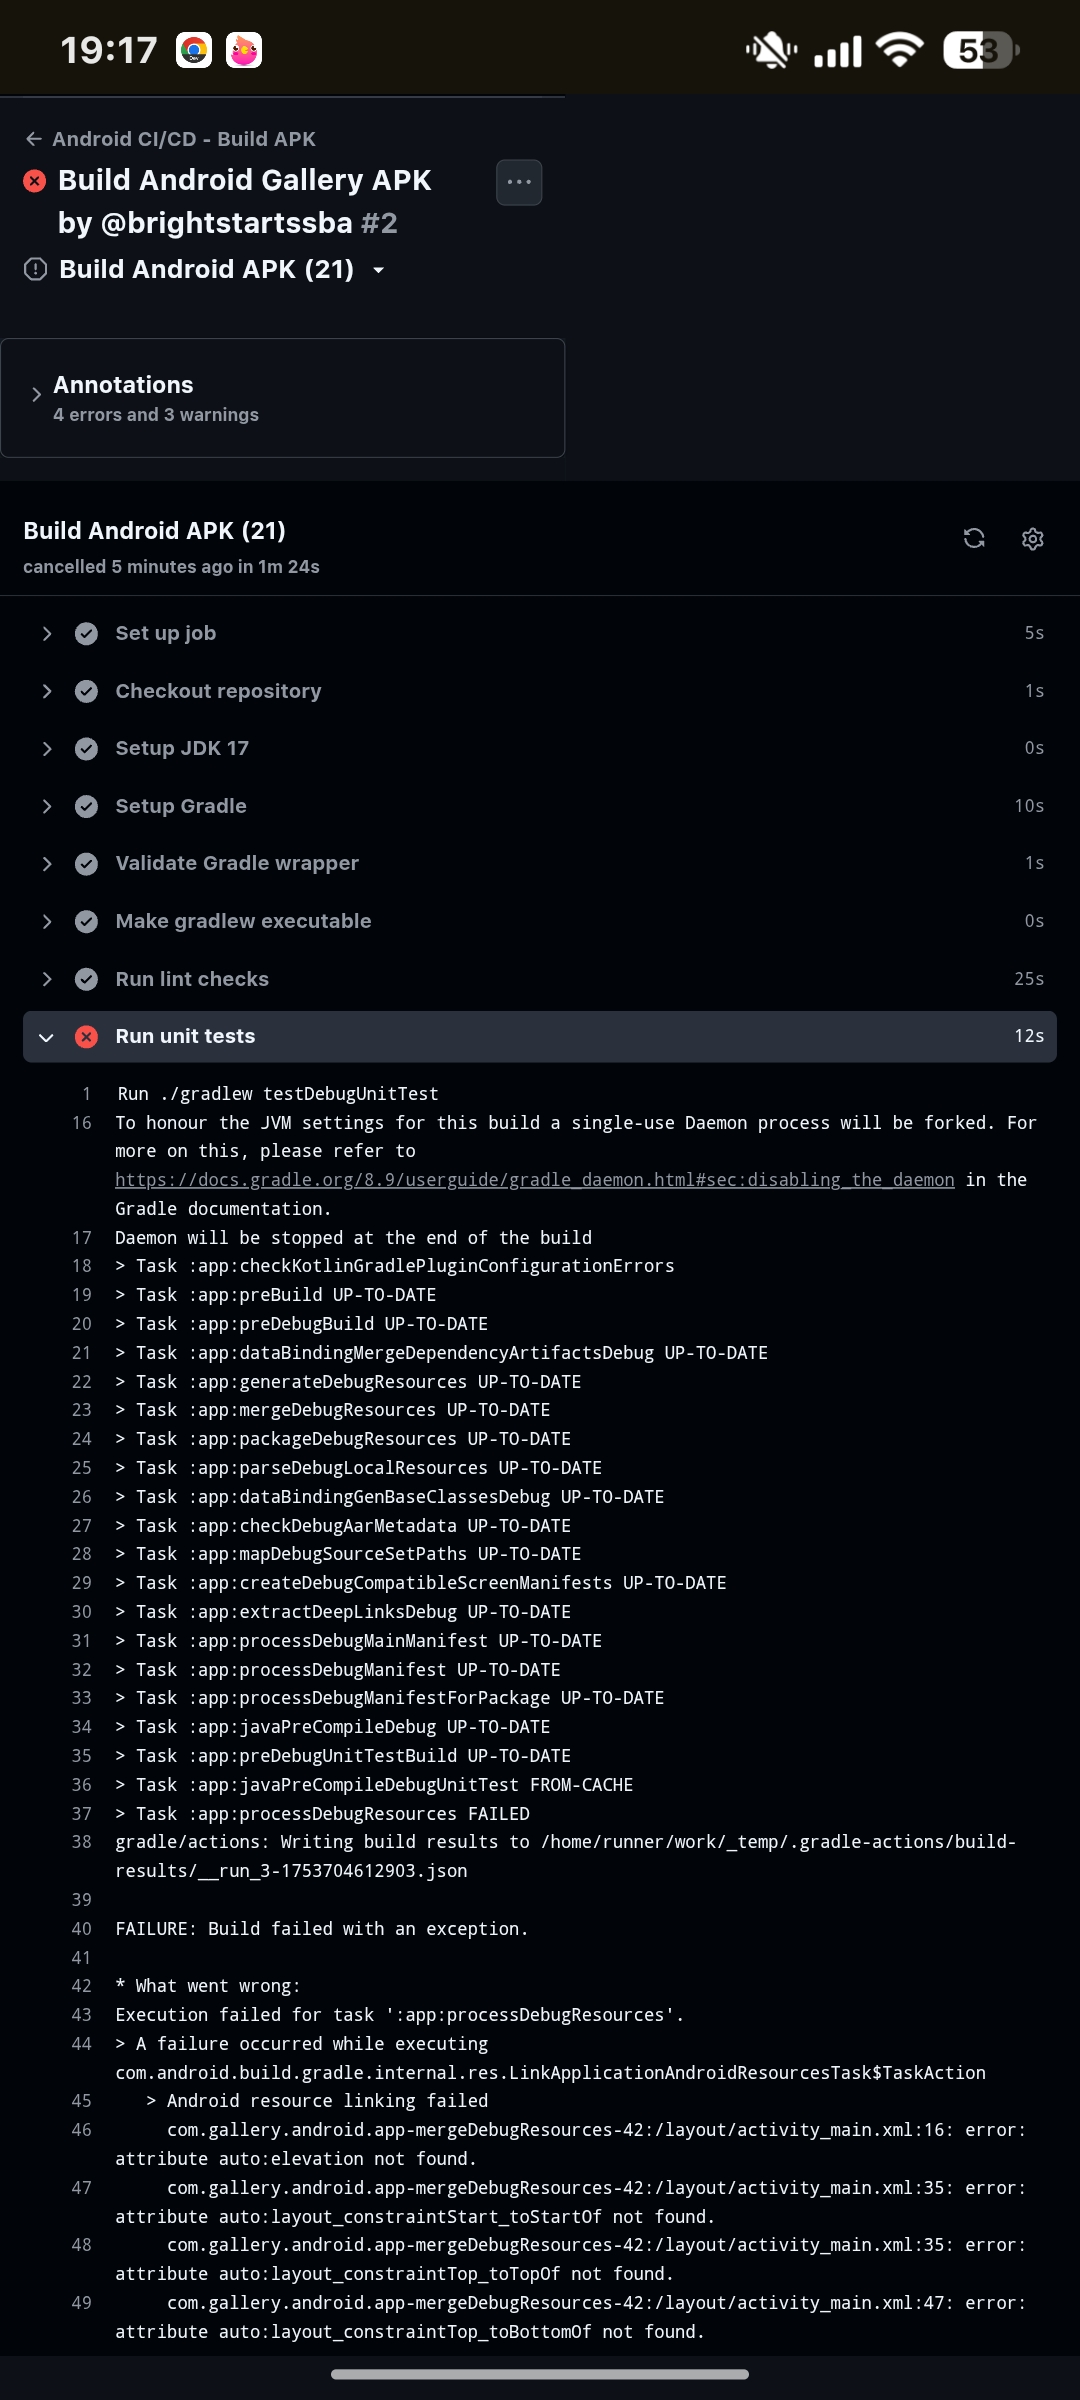 19:17
53
← Android CI/CD - Build APK
Build Android Gallery APK
by @brightstartssba #2
Build Android APK (21)
Annotations
4 errors and 3 warnings
Build Android APK (21)
cancelled 5 minutes ago in 1m 24s
Set up job 5s
Checkout repository 1s
Setup JDK 17 0s
Setup Gradle 10s
Validate Gradle wrapper 1s
Make gradlew executable 0s
Run lint checks 25s
Run unit tests 12s
1 Run ./gradlew testDebugUnitTest
16 To honour the JVM settings for this build a single-use Daemon process will be forked. For
more on this, please refer to
https://docs.gradle.org/8.9/userguide/gradle_daemon.html#sec:disabling_the_daemon in the
Gradle documentation.
17 Daemon will be stopped at the end of the build
18 > Task :app:checkKotlinGradlePluginConfigurationErrors
19 > Task :app:preBuild UP-TO-DATE
20 > Task :app:preDebugBuild UP-TO-DATE
21 > Task :app:dataBindingMergeDependencyArtifactsDebug UP-TO-DATE
22 > Task :app:generateDebugResources UP-TO-DATE
23 > Task :app:mergeDebugResources UP-TO-DATE
24 > Task :app:packageDebugResources UP-TO-DATE
25 > Task :app:parseDebugLocalResources UP-TO-DATE
26 > Task :app:dataBindingGenBaseClassesDebug UP-TO-DATE
27 > Task :app:checkDebugAarMetadata UP-TO-DATE
28 > Task :app:mapDebugSourceSetPaths UP-TO-DATE
29 > Task :app:createDebugCompatibleScreenManifests UP-TO-DATE
30 > Task :app:extractDeepLinksDebug UP-TO-DATE
31 > Task :app:processDebugMainManifest UP-TO-DATE
32 > Task :app:processDebugManifest UP-TO-DATE
33 > Task :app:processDebugManifestForPackage UP-TO-DATE
34 > Task :app:javaPreCompileDebug UP-TO-DATE
35 > Task :app:preDebugUnitTestBuild UP-TO-DATE
36 > Task :app:javaPreCompileDebugUnitTest FROM-CACHE
37 > Task :app:processDebugResources FAILED
38 gradle/actions: Writing build results to /home/runner/work/_temp/.gradle-actions/build-
results/__run_3-1753704612903.json
39
40 FAILURE: Build failed with an exception.
41
42 * What went wrong:
43 Execution failed for task ':app:processDebugResources'.
44 > A failure occurred while executing
com.android.build.gradle.internal.res.LinkApplicationAndroidResourcesTask$TaskAction
45 > Android resource linking failed
46 com.gallery.android.app-mergeDebugResources-42:/layout/activity_main.xml:16: error:
attribute auto:elevation not found.
47 com.gallery.android.app-mergeDebugResources-42:/layout/activity_main.xml:35: error:
attribute auto:layout_constraintStart_toStartOf not found.
48 com.gallery.android.app-mergeDebugResources-42:/layout/activity_main.xml:35: error:
attribute auto:layout_constraintTop_toTopOf not found.
49 com.gallery.android.app-mergeDebugResources-42:/layout/activity_main.xml:47: error:
attribute auto:layout_constraintTop_toBottomOf not found.